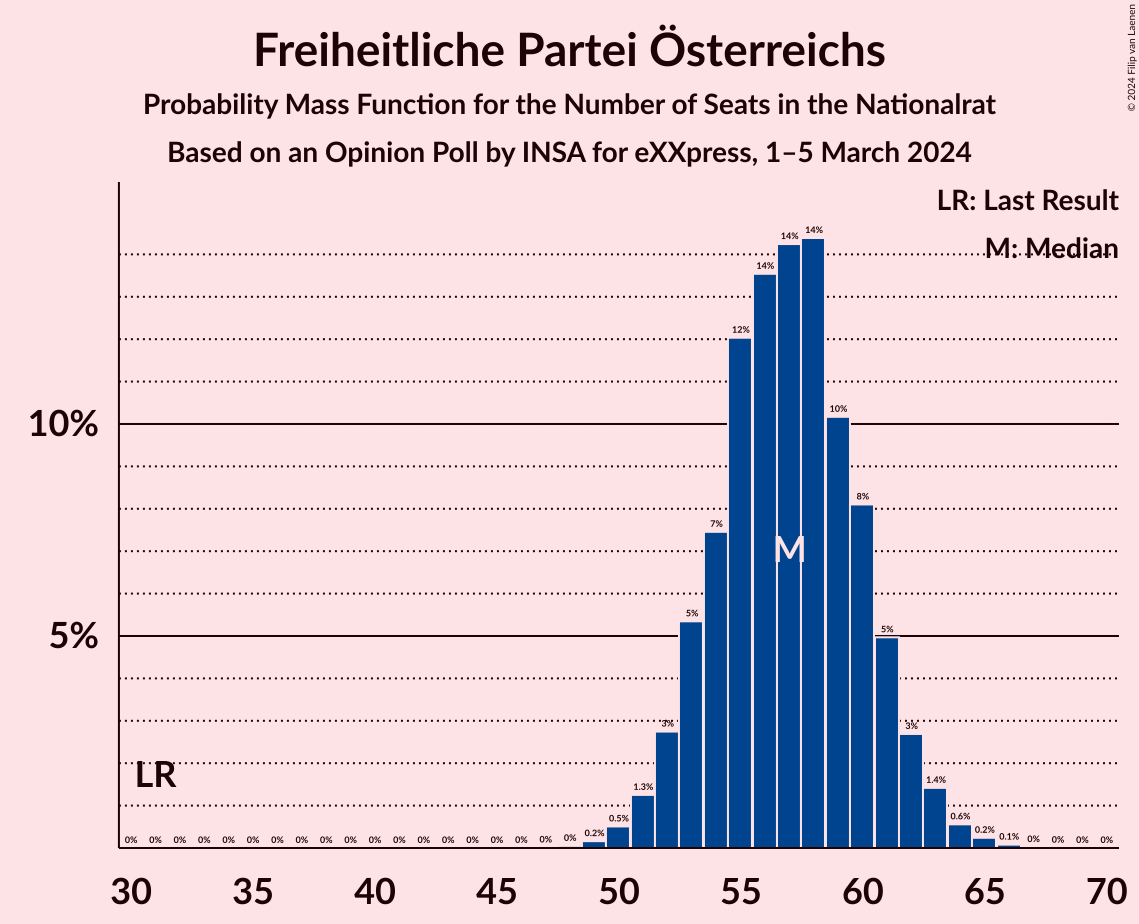 Freiheitliche Partei Österreichs
Probability Mass Function for the Number of Seats in the Nationalrat
Based on an Opinion Poll by INSA for eXXpress, 1–5 March 2024
© 2024 Filip van Laenen
LR: Last Result
M: Median
10%
5%
LR
M
0% 0% 0% 0% 0% 0% 0% 0% 0% 0% 0% 0% 0% 0% 0% 0% 0% 0% 0% 0.2% 0.5% 1.3% 3% 5% 7% 12% 14% 14% 14% 10% 8% 5% 3% 1.4% 0.6% 0.2% 0.1% 0% 0% 0% 0%
30 35 40 45 50 55 60 65 70